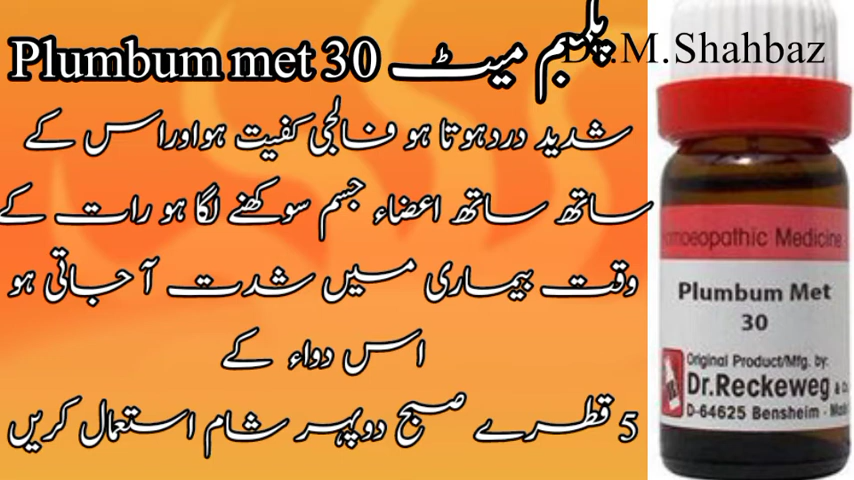 پلمبم میٹ Plumbum met 30
Dr.M.Shahbaz
شدید درد ہوتا ہو فالجی کفیت ہو اور اس کے
ساتھ ساتھ اعضاء جسم سوکھنے لگا ہو رات کے
وقت بیماری میں شدت آ جاتی ہو
اس دواء کے
5 قطرے صبح دوپہر شام استعمال کریں
Homoeopathic Medicine
Plumbum Met
30
Original Product/Mfg. by:
Dr.Reckeweg & Co
D-64625 Bensheim -